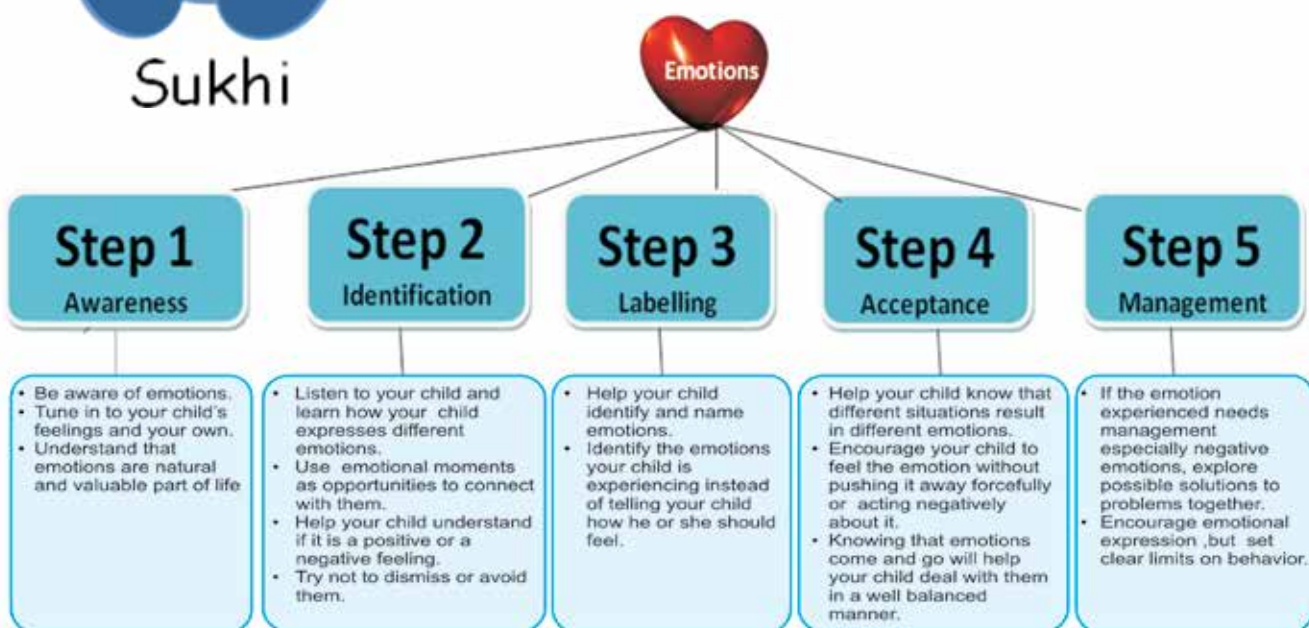 Sukhi
Emotions
Step 1
Awareness
Step 2
Identification
Step 3
Labelling
Step 4
Acceptance
Step 5
Management
• Be aware of emotions.
• Tune in to your child's
feelings and your own.
• Understand that
emotions are natural
and valuable part of life
• Listen to your child and
learn how your child
expresses different
emotions.
• Use emotional moments
as opportunities to connect
with them.
• Help your child understand
if it is a positive or a
negative feeling.
• Try not to dismiss or avoid
them.
• Help your child
identify and name
emotions.
• Identify the emotions
your child is
experiencing instead
of telling your child
how he or she should
feel.
• Help your child know that
different situations result
in different emotions.
• Encourage your child to
feel the emotion without
pushing it away forcefully
or acting negatively
about it.
• Knowing that emotions
come and go will help
your child deal with them
in a well balanced
manner.
• If the emotion
experienced needs
management
especially negative
emotions, explore
possible solutions to
problems together.
• Encourage emotional
expression ,but set
clear limits on behavior.